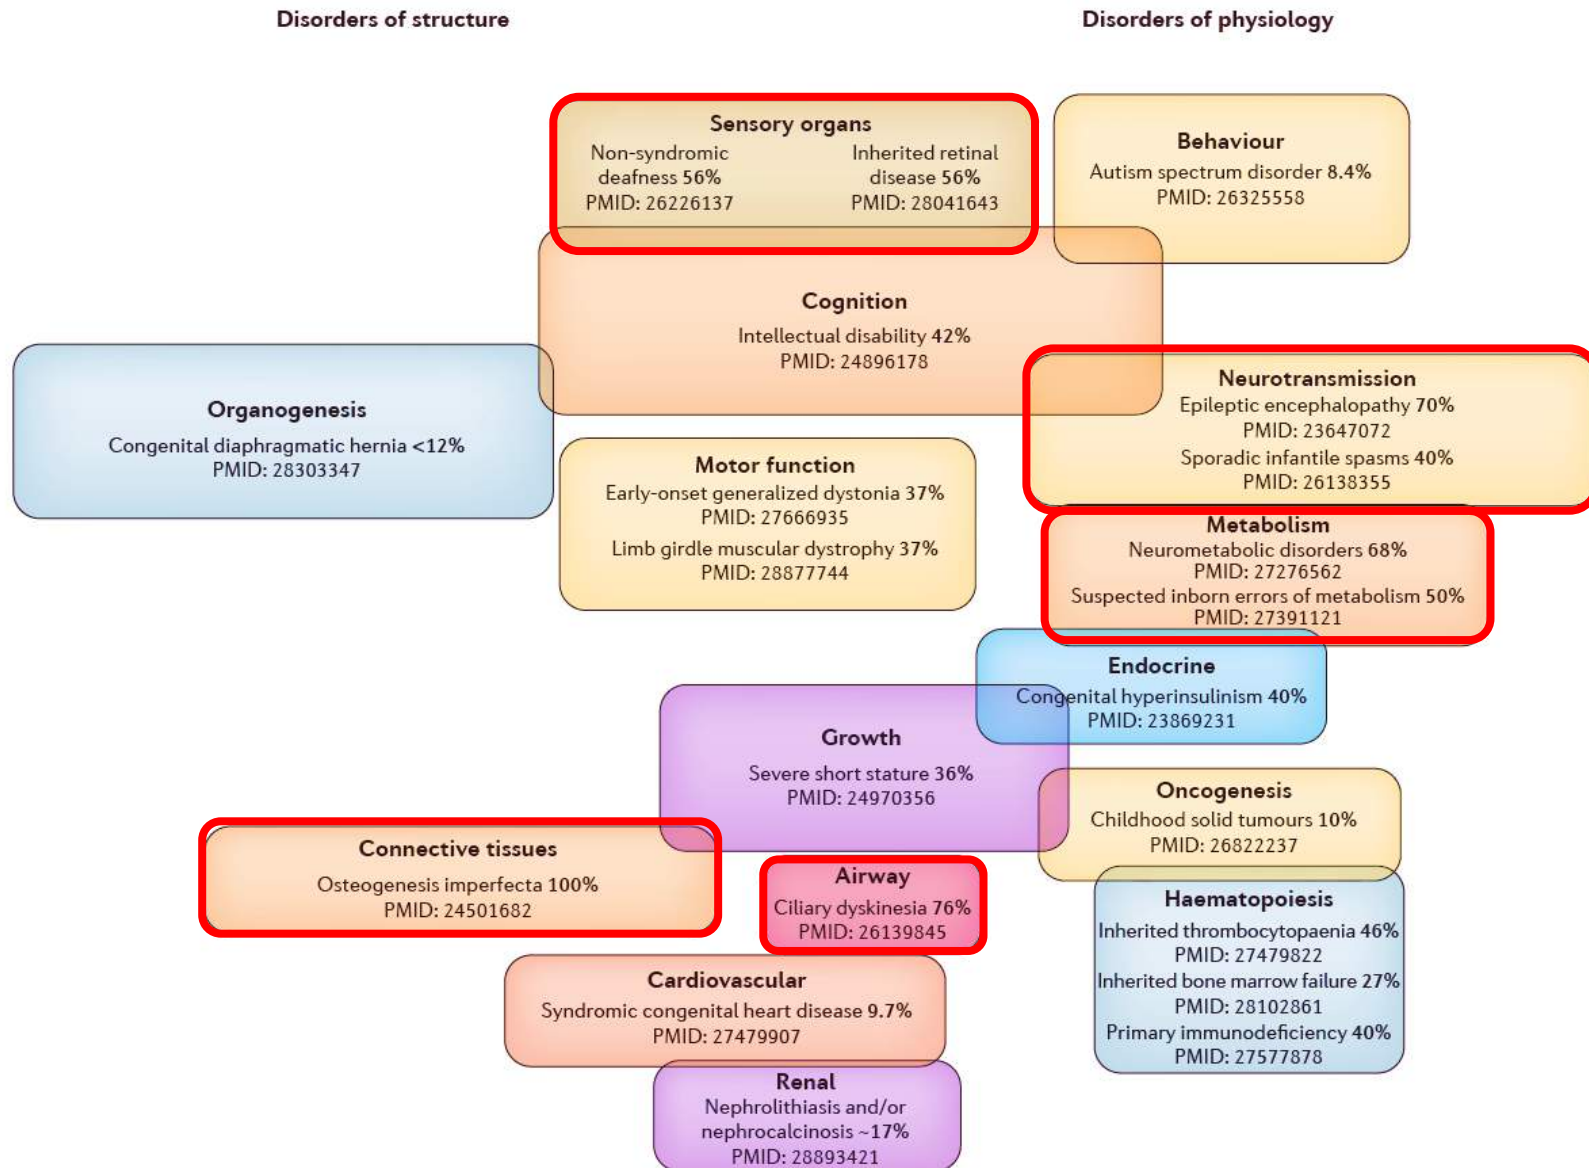 Disorders of structure
Disorders of physiology
Sensory organs
Non-syndromic
deafness 56%
PMID: 26226137
Inherited retinal
disease 56%
PMID: 28041643
Behaviour
Autism spectrum disorder 8.4%
PMID: 26325558
Cognition
Intellectual disability 42%
PMID: 24896178
Organogenesis
Congenital diaphragmatic hernia <12%
PMID: 28303347
Neurotransmission
Epileptic encephalopathy 70%
PMID: 23647072
Sporadic infantile spasms 40%
PMID: 26138355
Motor function
Early-onset generalized dystonia 37%
PMID: 27666935
Limb girdle muscular dystrophy 37%
PMID: 28877744
Metabolism
Neurometabolic disorders 68%
PMID: 27276562
Suspected inborn errors of metabolism 50%
PMID: 27391121
Endocrine
Congenital hyperinsulinism 40%
PMID: 23869231
Growth
Severe short stature 36%
PMID: 24970356
Oncogenesis
Childhood solid tumours 10%
PMID: 26822237
Connective tissues
Osteogenesis imperfecta 100%
PMID: 24501682
Airway
Ciliary dyskinesia 76%
PMID: 26139845
Haematopoiesis
Inherited thrombocytopaenia 46%
PMID: 27479822
Inherited bone marrow failure 27%
PMID: 28102861
Primary immunodeficiency 40%
PMID: 27577878
Cardiovascular
Syndromic congenital heart disease 9.7%
PMID: 27479907
Renal
Nephrolithiasis and/or
nephrocalcinosis ~17%
PMID: 28893421